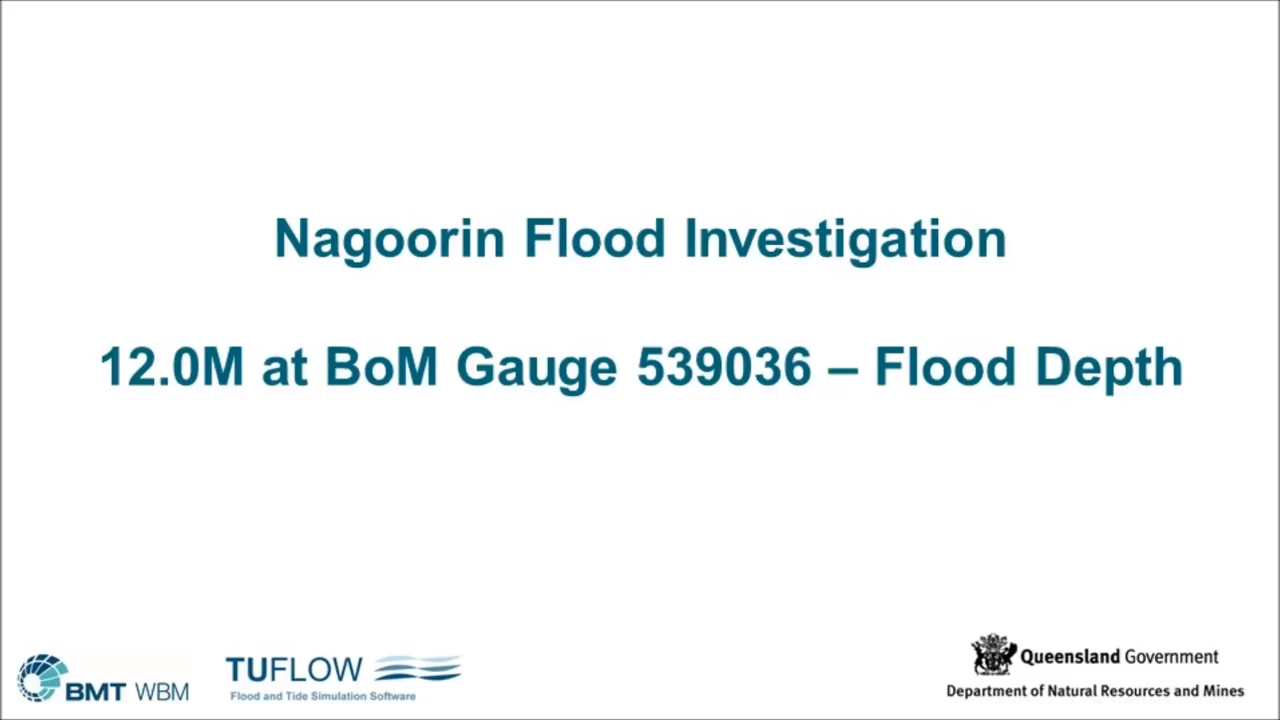 Nagoorin Flood Investigation
12.0M at BoM Gauge 539036 – Flood Depth
BMT WBM
TUFLOW
Flood and Tide Simulation Software
Queensland Government
Department of Natural Resources and Mines